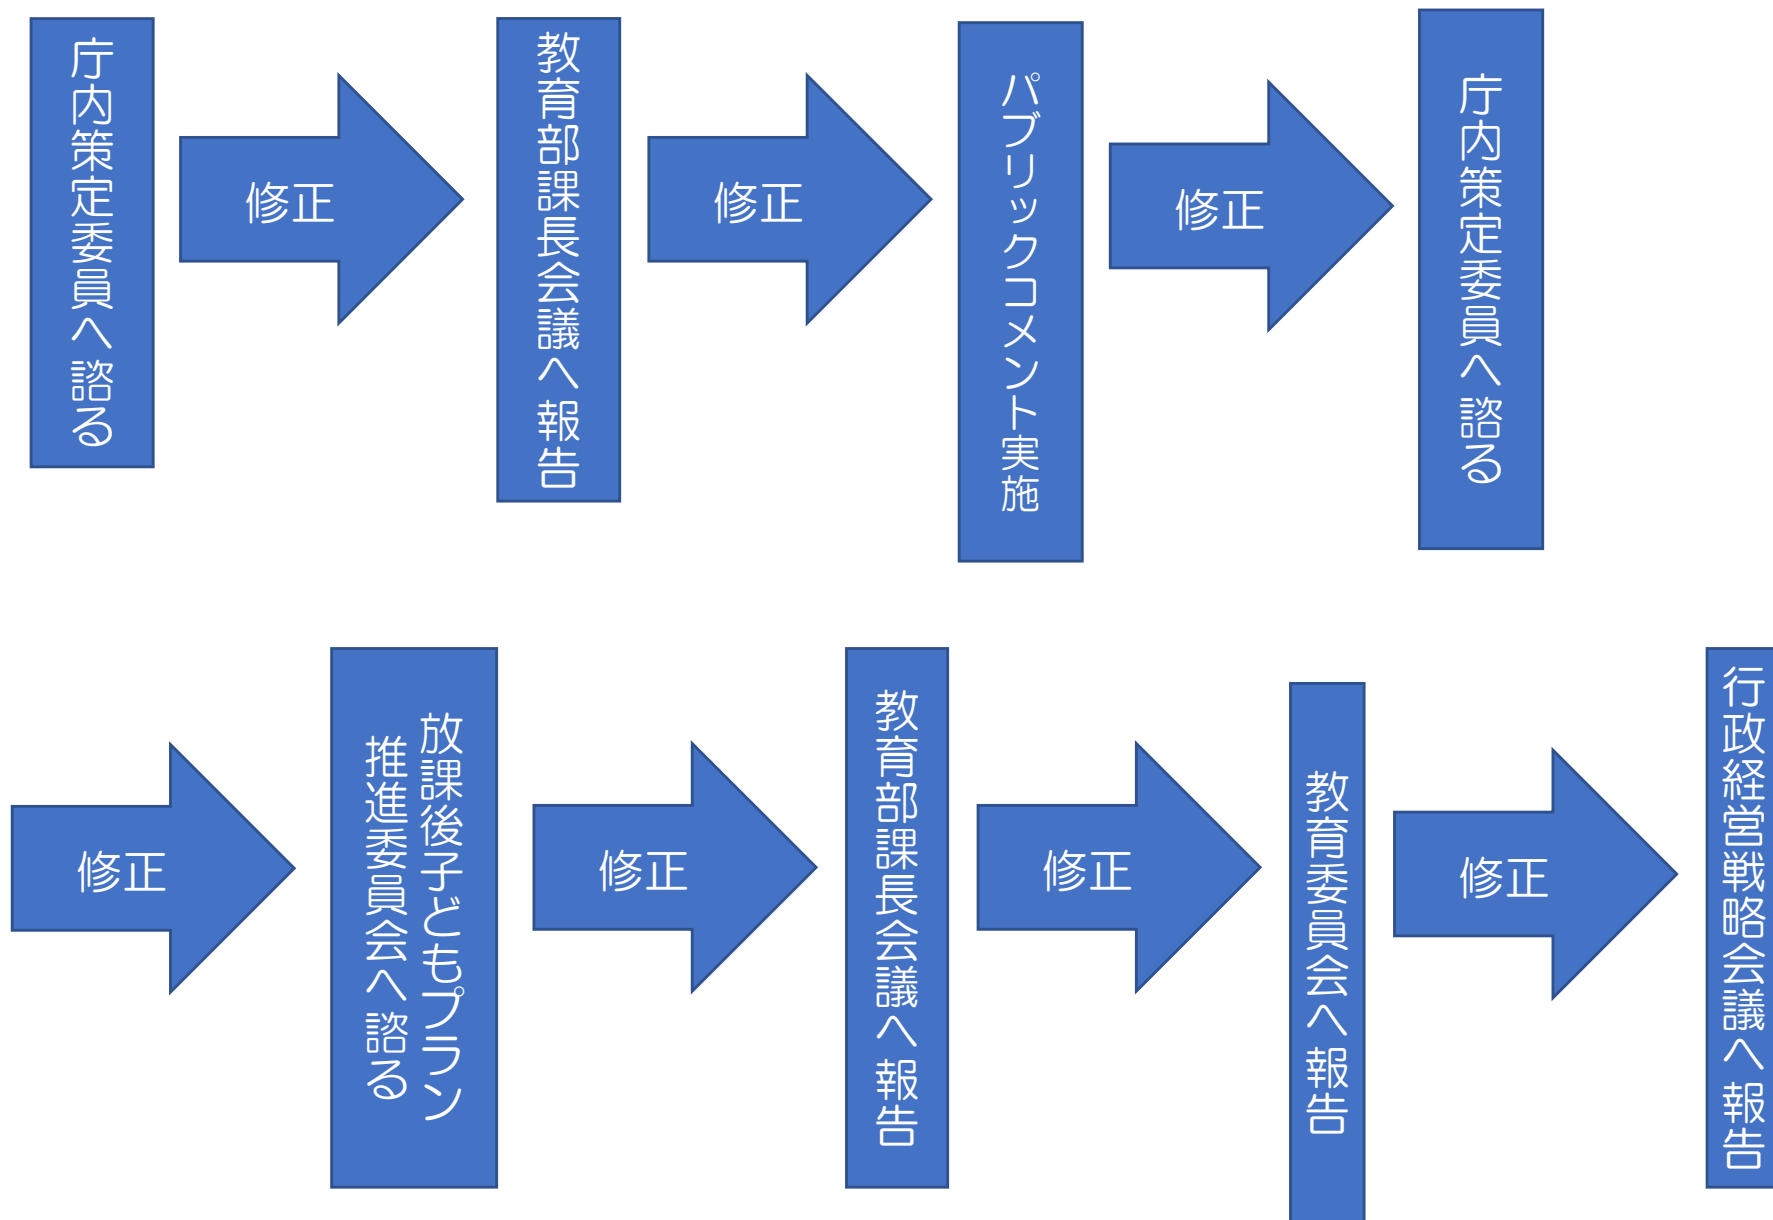 庁内策定委員へ諮る
修正
教育部課長会議へ報告
修正
パブリックコメント実施
修正
庁内策定委員へ諮る
修正
放課後子どもプラン
推進委員会へ諮る
修正
教育部課長会議へ報告
修正
教育委員会へ報告
修正
行政経営戦略会議へ報告